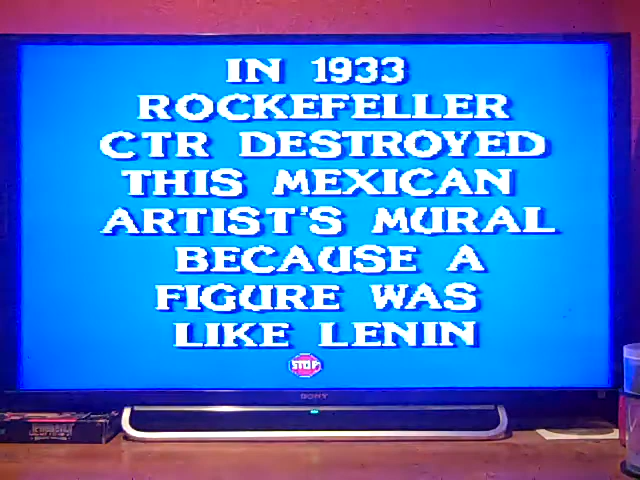 IN 1933
ROCKEFELLER
CTR DESTROYED
THIS MEXICAN
ARTIST'S MURAL
BECAUSE A
FIGURE WAS
LIKE LENIN
STOP
SONY